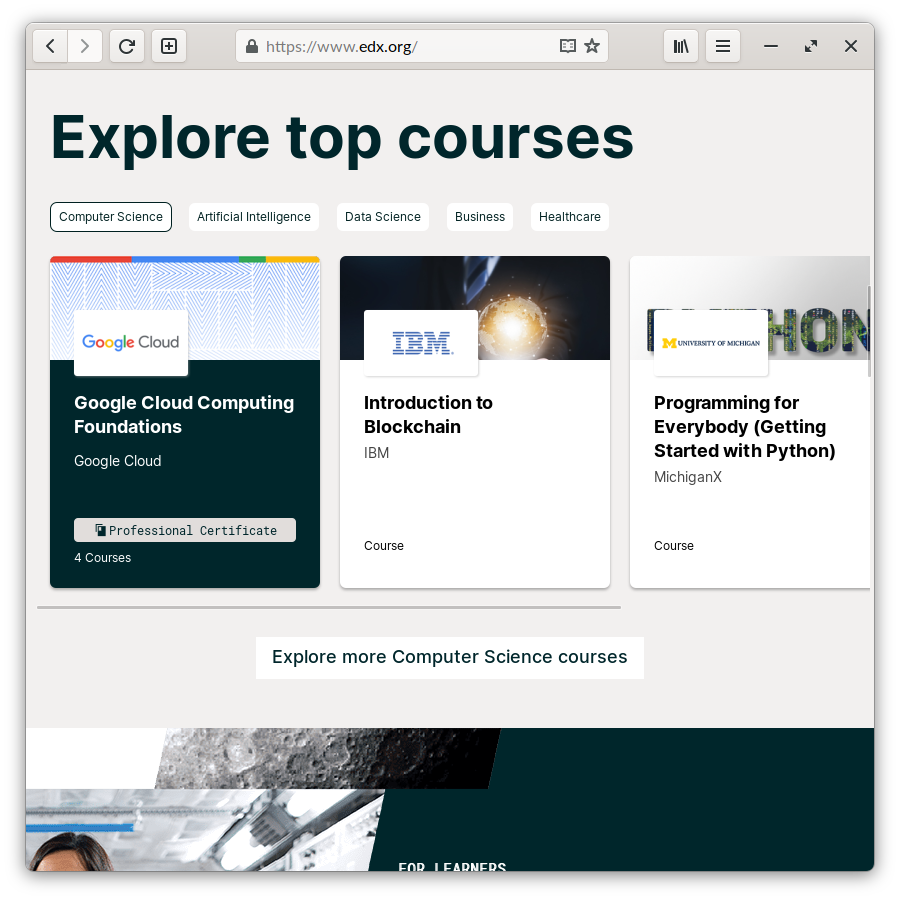 https://www.edx.org/
Explore top courses
Computer Science
Artificial Intelligence
Data Science
Business
Healthcare
Google Cloud
Google Cloud Computing
Foundations
Google Cloud
Professional Certificate
4 Courses
IBM
Introduction to
Blockchain
IBM
Course
PYTHON
UNIVERSITY OF MICHIGAN
Programming for
Everybody (Getting
Started with Python)
MichiganX
Course
Explore more Computer Science courses
FOR LEARNERS